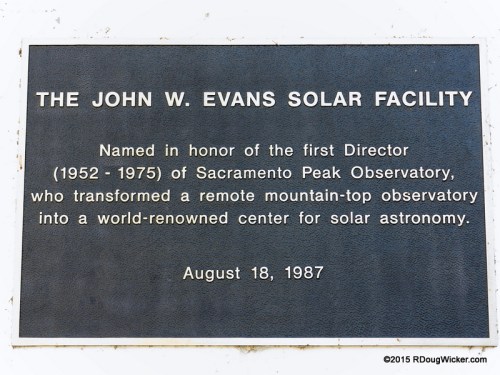 THE JOHN W. EVANS SOLAR FACILITY
Named in honor of the first Director
(1952 - 1975) of Sacramento Peak Observatory,
who transformed a remote mountain-top observatory
into a world-renowned center for solar astronomy.
August 18, 1987
©2015 RDougWicker.com